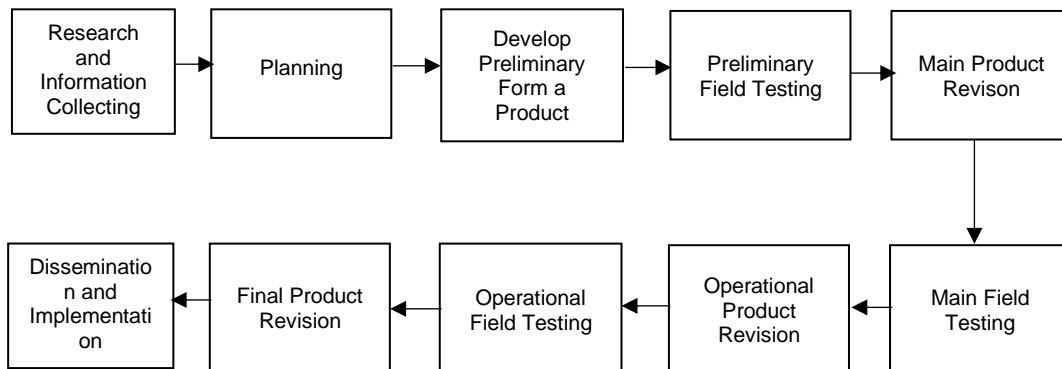 Research
and
Information
Collecting
Planning
Develop
Preliminary
Form a
Product
Preliminary
Field Testing
Main Product
Revison
Disseminatio
n and
Implementati
on
Final Product
Revision
Operational
Field Testing
Operational
Product
Revision
Main Field
Testing